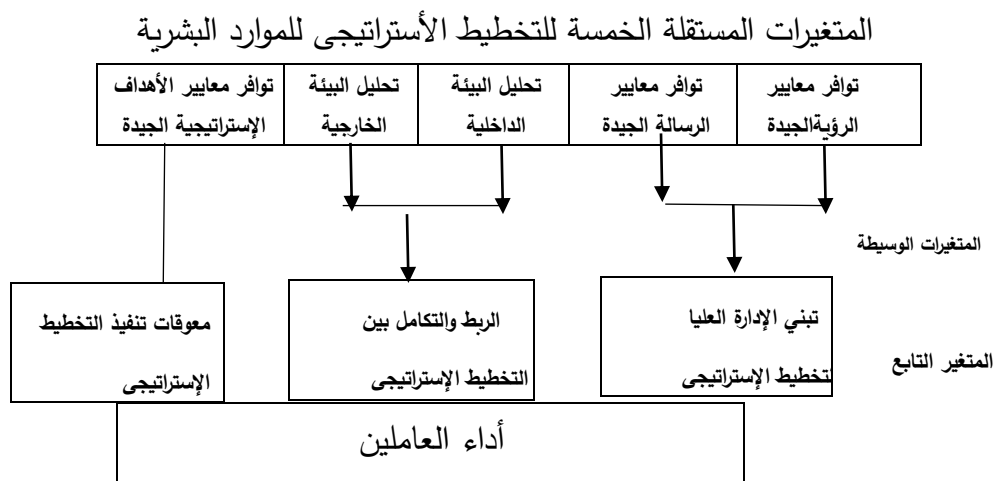 المتغيرات المستقلة الخمسة للتخطيط الأستراتيجى للموارد البشرية
توافر معايير
الرؤيةالجيدة
توافر معايير
الرسالة الجيدة
تحليل البيئة
الداخلية
تحليل البيئة
الخارجية
توافر معايير الأهداف
الإستراتيجية الجيدة
المتغيرات الوسيطة
تبني الإدارة العليا
لتخطيط الإستراتيجى
الربط والتكامل بين
التخطيط الإستراتيجى
معوقات تنفيذ التخطيط
الإستراتيجى
المتغير التابع
أداء العاملين